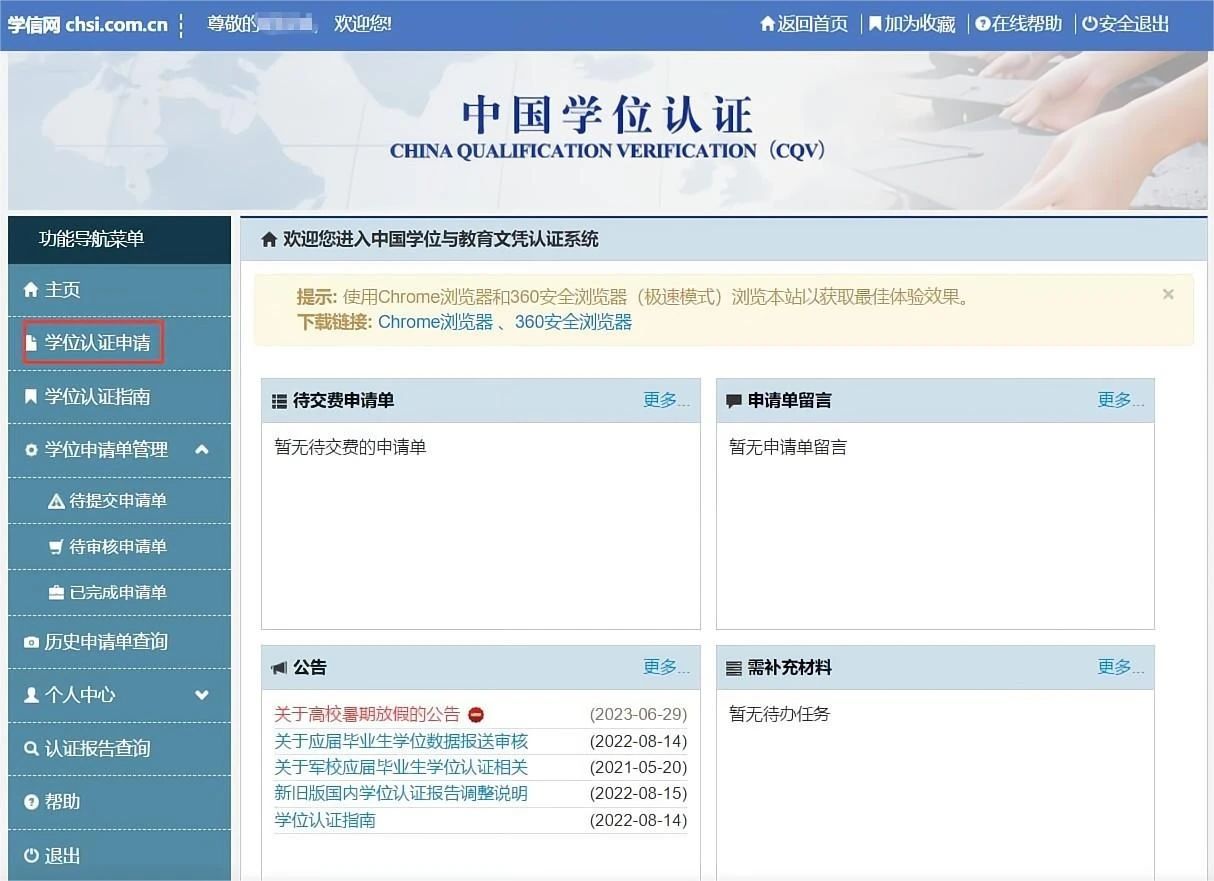 学信网 chsi.com.cn 尊敬的 , 欢迎您! 返回首页 加为收藏 在线帮助 安全退出
中国学位认证
CHINA QUALIFICATION VERIFICATION（CQV）
功能导航菜单
主页
学位认证申请
学位认证指南
学位申请单管理
待提交申请单
待审核申请单
已完成申请单
历史申请单查询
个人中心
认证报告查询
帮助
退出
欢迎您进入中国学位与教育文凭认证系统
提示: 使用Chrome浏览器和360安全浏览器（极速模式）浏览本站以获取最佳体验效果。
下载链接: Chrome浏览器 、360安全浏览器
待交费申请单 更多...
暂无待交费的申请单
申请单留言 更多...
暂无申请单留言
公告 更多...
关于高校暑期放假的公告 (2023-06-29)
关于应届毕业生学位数据报送审核 (2022-08-14)
关于军校应届毕业生学位认证相关 (2021-05-20)
新旧版国内学位认证报告调整说明 (2022-08-15)
学位认证指南 (2022-08-14)
需补充材料 更多...
暂无待办任务